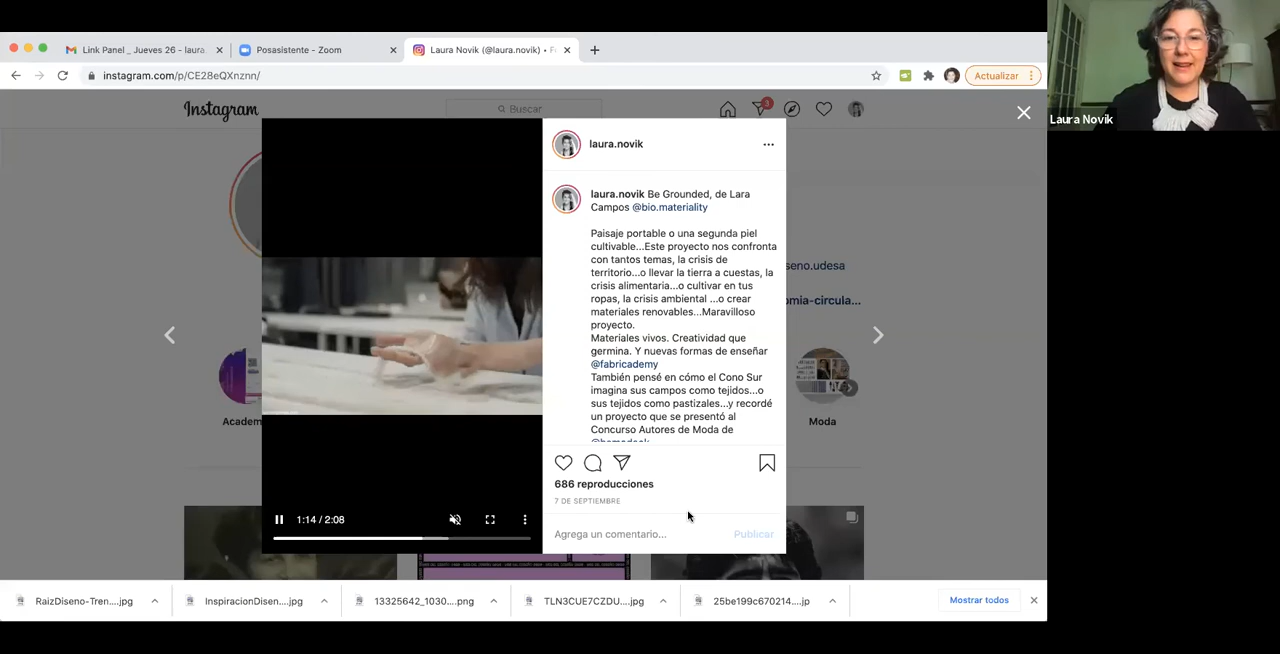 Link Panel _ Jueves 26 - laura.
Posasistente - Zoom
Laura Novik (@laura.novik) • F
instagram.com/p/CE28eQXnznn/
Actualizar
Instagram
Buscar
3
Laura Novik
laura.novik
laura.novik Be Grounded, de Lara
Campos @bio.materiality
Paisaje portable o una segunda piel
cultivable...Este proyecto nos confronta
con tantos temas, la crisis de
territorio...o llevar la tierra a cuestas, la
crisis alimentaria...o cultivar en tus
ropas, la crisis ambiental ...o crear
materiales renovables...Maravilloso
proyecto.
Materiales vivos. Creatividad que
germina. Y nuevas formas de enseñar
@fabricademy
También pensé en cómo el Cono Sur
imagina sus campos como tejidos...o
sus tejidos como pastizales...y recordé
un proyecto que se presentó al
Concurso Autores de Moda de
seno.udesa
omia-circula...
Academ
Moda
686 reproducciones
7 DE SEPTIEMBRE
1:14 / 2:08
Agrega un comentario...
Publicar
RaizDiseno-Tren....jpg
InspiracionDisen....jpg
13325642_1030....png
TLN3CUE7CZDU....jpg
25be199c670214....jp
Mostrar todos